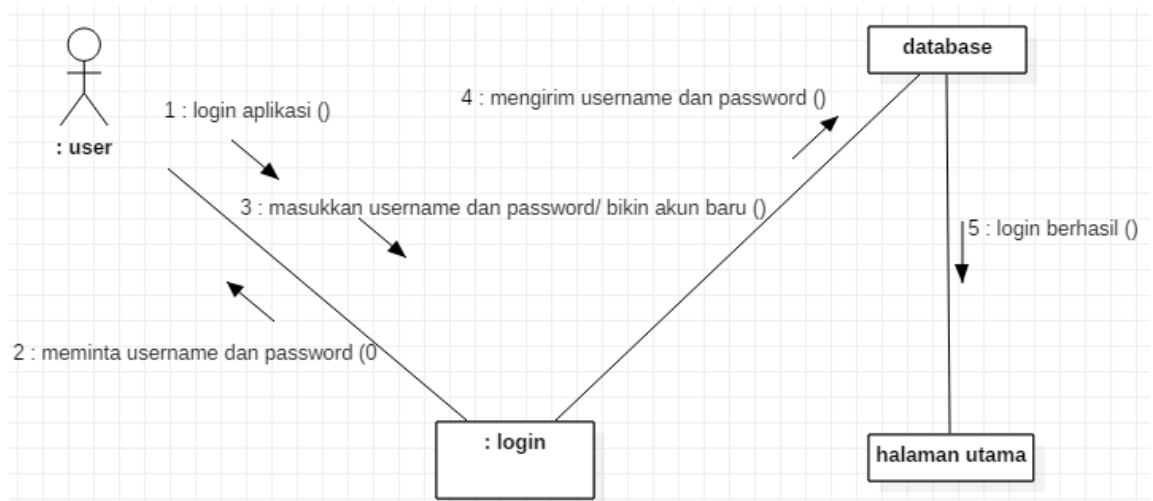 database
4 : mengirim username dan password ()
1 : login aplikasi ()
: user
3 : masukkan username dan password/ bikin akun baru ()
5 : login berhasil ()
2 : meminta username dan password (0
: login
halaman utama